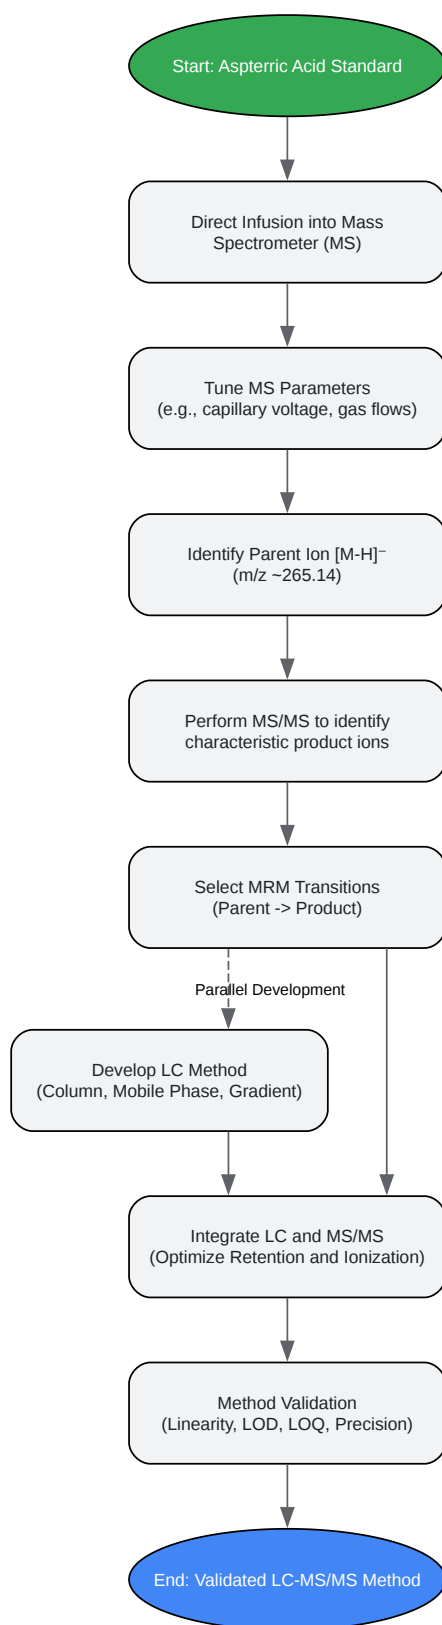 Start: Aspterric Acid Standard
Direct Infusion into Mass
Spectrometer (MS)
Tune MS Parameters
(e.g., capillary voltage, gas flows)
Identify Parent Ion [M-H]⁻
(m/z ~265.14)
Perform MS/MS to identify
characteristic product ions
Select MRM Transitions
(Parent -> Product)
Parallel Development
Develop LC Method
(Column, Mobile Phase, Gradient)
Integrate LC and MS/MS
(Optimize Retention and Ionization)
Method Validation
(Linearity, LOD, LOQ, Precision)
End: Validated LC-MS/MS Method